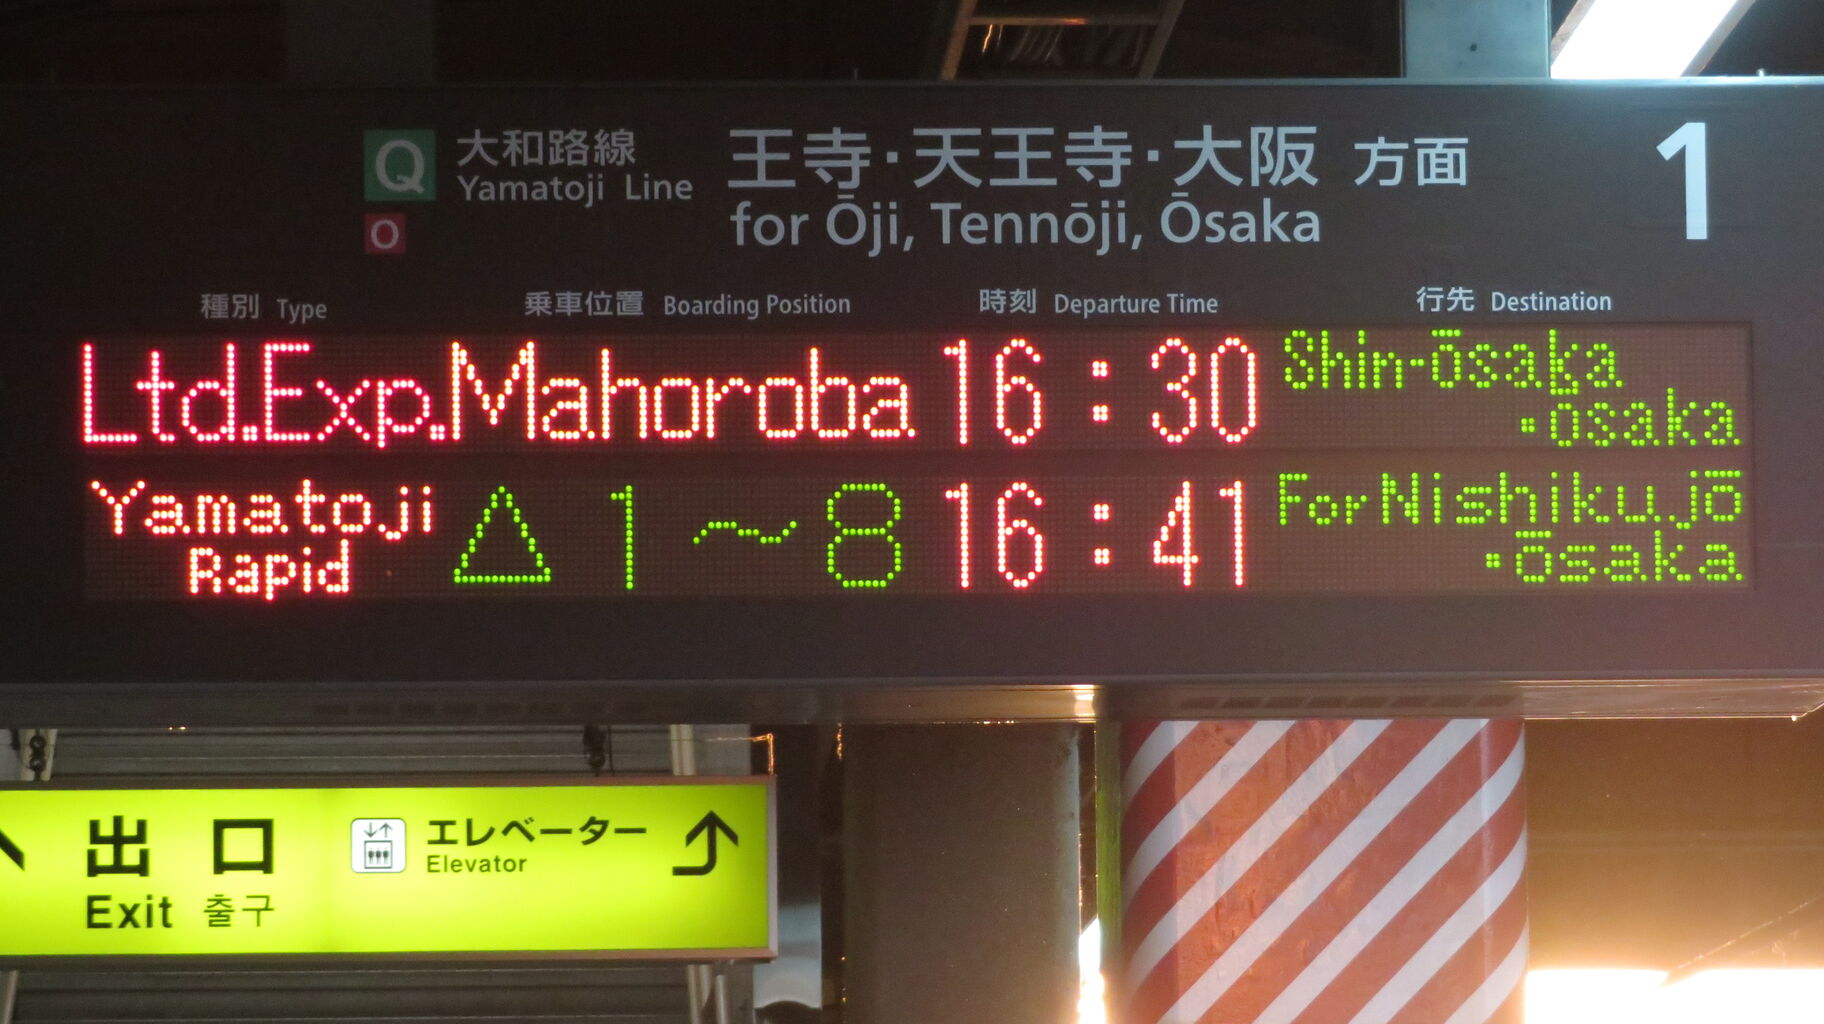 Q 大和路線 王寺・天王寺・大阪 方面 1
Yamatoji Line for Ōji, Tennōji, Ōsaka
O
種別 Type 乗車位置 Boarding Position 時刻 Departure Time 行先 Destination
Ltd.Exp.Mahoroba 16:30 Shin-ōsaka
・ōsaka
Yamatoji △ 1～8 16:41 For Nishikujō
Rapid ・ōsaka
出口 エレベーター
Elevator
Exit 출구